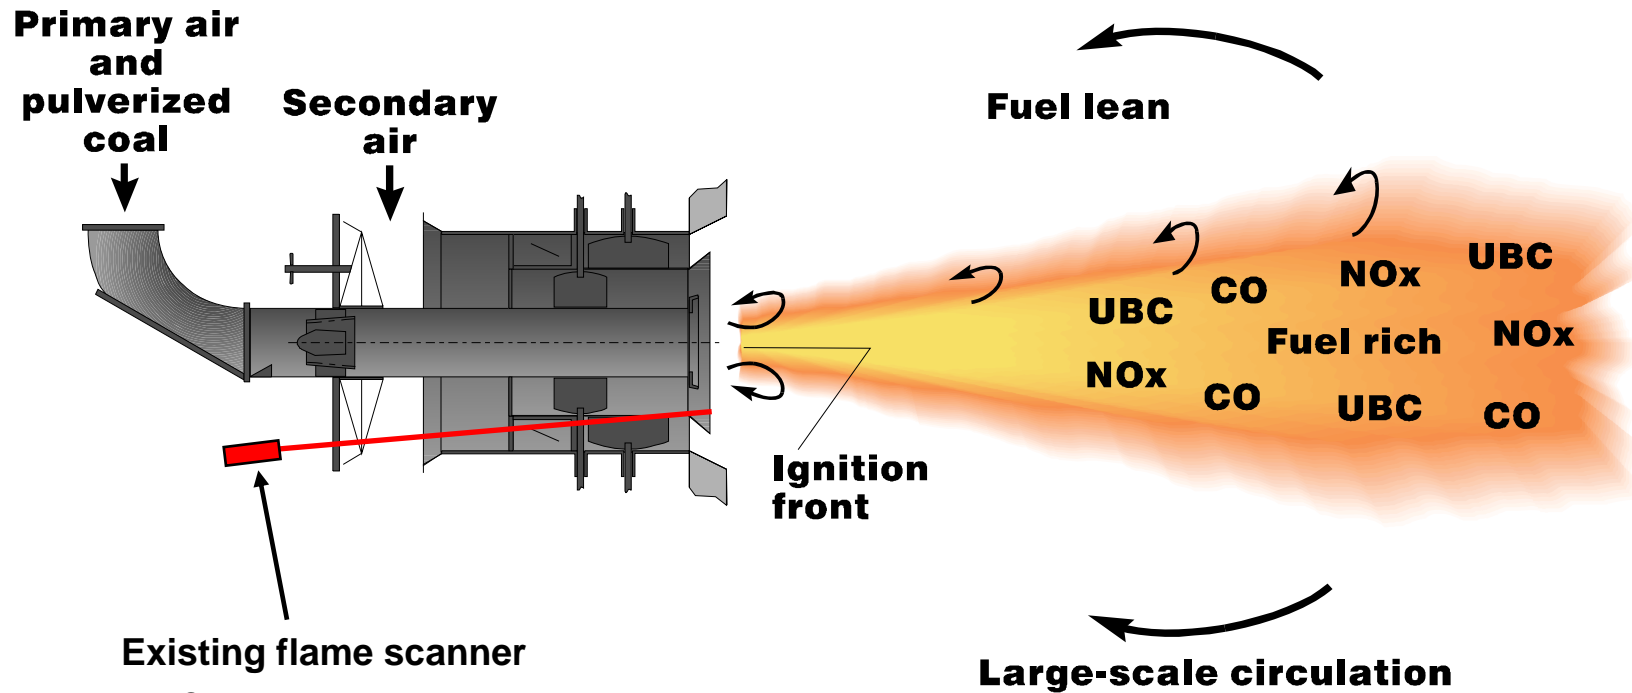 Primary air
and
pulverized
coal
Secondary
air
Fuel lean
UBC
NOx
CO
UBC
Fuel rich
NOx
NOx
CO
UBC
CO
Ignition
front
Existing flame scanner
Large-scale circulation